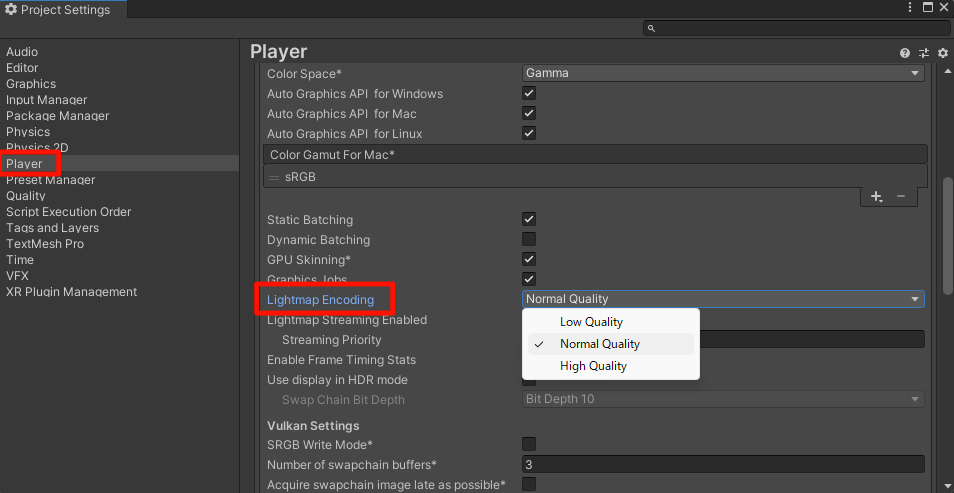 Project Settings
Audio
Editor
Graphics
Input Manager
Package Manager
Physics
Physics 2D
Player
Preset Manager
Quality
Script Execution Order
Tags and Layers
TextMesh Pro
Time
VFX
XR Plugin Management
Player
Color Space* Gamma
Auto Graphics API for Windows
Auto Graphics API for Mac
Auto Graphics API for Linux
Color Gamut For Mac*
sRGB
Static Batching
Dynamic Batching
GPU Skinning*
Graphics Jobs
Lightmap Encoding Normal Quality
Low Quality
Normal Quality
High Quality
Lightmap Streaming Enabled
Streaming Priority
Enable Frame Timing Stats
Use display in HDR mode
Swap Chain Bit Depth Bit Depth 10
Vulkan Settings
SRGB Write Mode*
Number of swapchain buffers* 3
Acquire swapchain image late as possible*